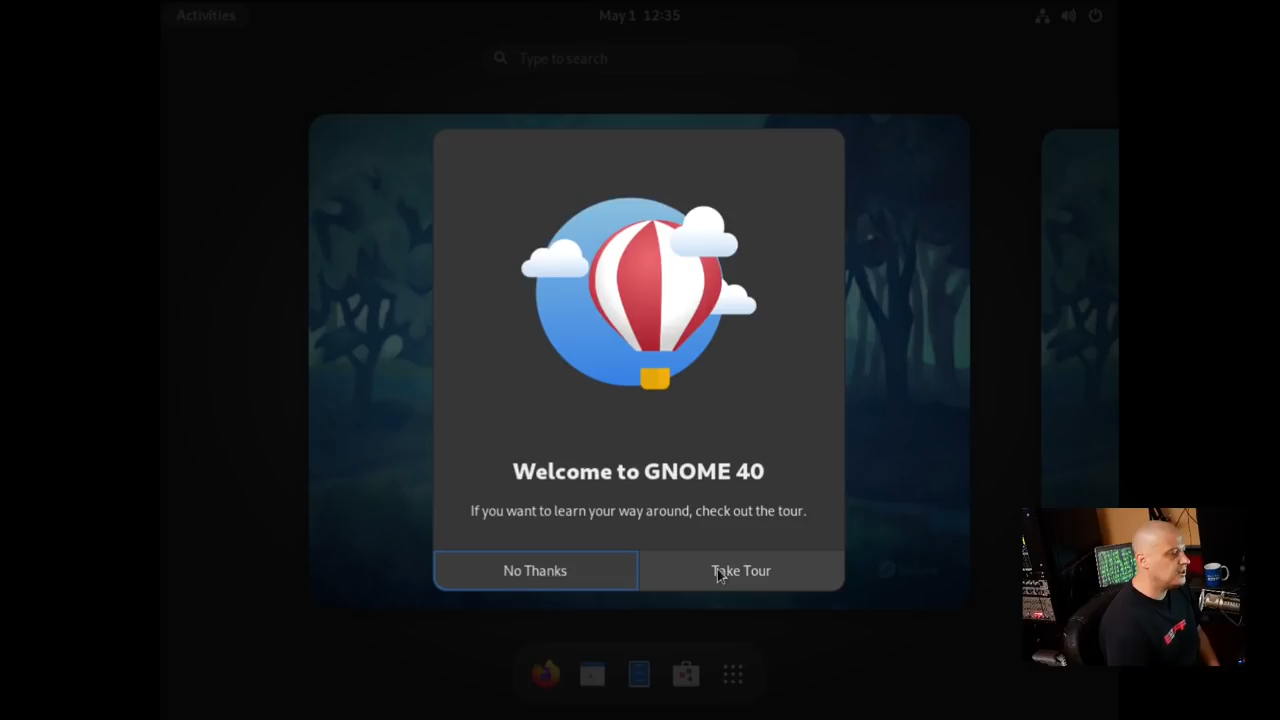 Activities
May 1 12:35
Type to search
Welcome to GNOME 40
If you want to learn your way around, check out the tour.
No Thanks
Take Tour